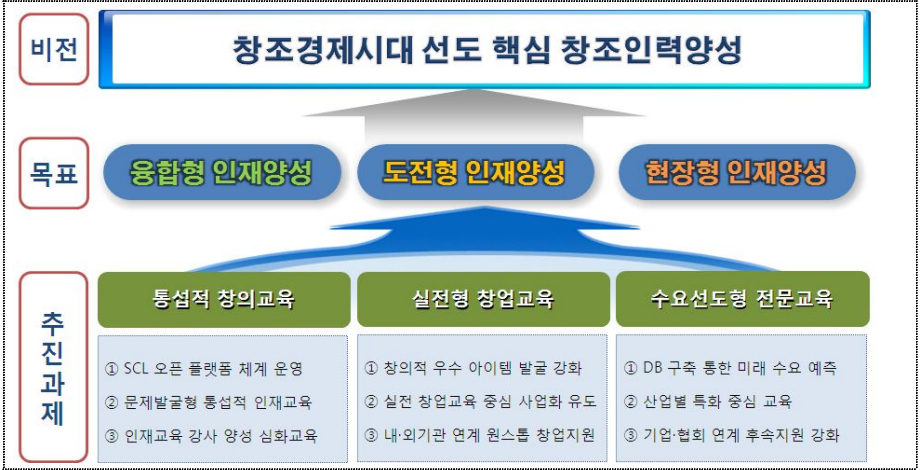 비전
창조경제시대 선도 핵심 창조인력양성
목표
융합형 인재양성
도전형 인재양성
현장형 인재양성
추진과제
통섭적 창의교육
① SCL 오픈 플랫폼 체계 운영
② 문제발굴형 통섭적 인재교육
③ 인재교육 강사 양성 심화교육
실전형 창업교육
① 창의적 우수 아이템 발굴 강화
② 실전 창업교육 중심 사업화 유도
③ 내·외기관 연계 원스톱 창업지원
수요선도형 전문교육
① DB 구축 통한 미래 수요 예측
② 산업별 특화 중심 교육
③ 기업·협회 연계 후속지원 강화